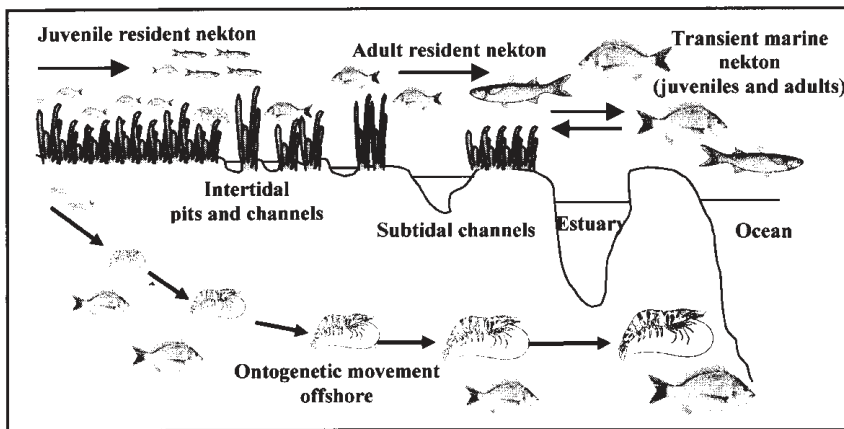 Juvenile resident nekton
Adult resident nekton
Transient marine
nekton
(juveniles and adults)
Intertidal
pits and channels
Subtidal channels
Estuary
Ocean
Ontogenetic movement
offshore